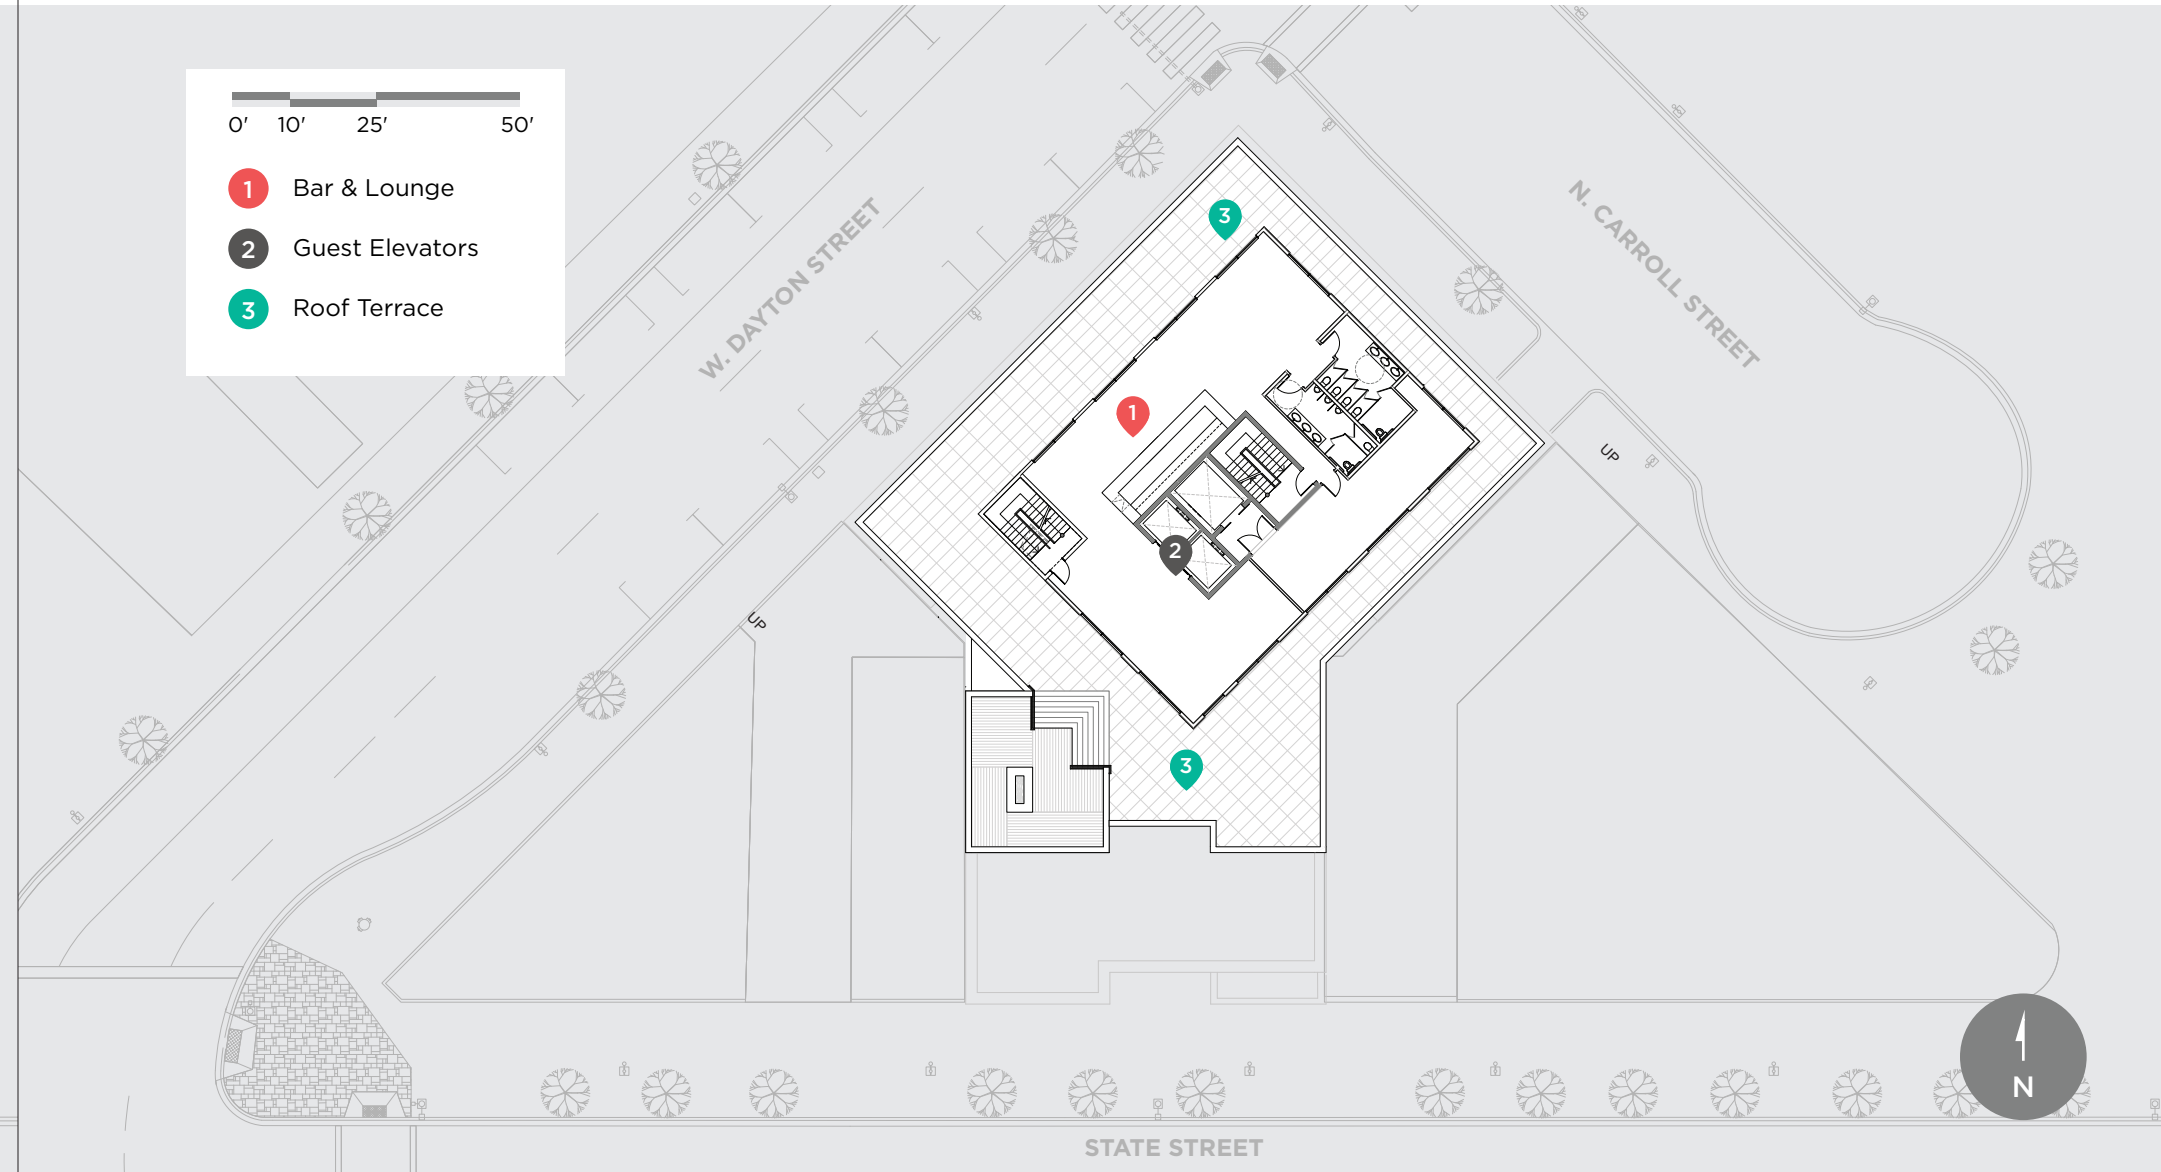 0' 10' 25' 50'
1 Bar & Lounge
2 Guest Elevators
3 Roof Terrace
W. DAYTON STREET
N. CARROLL STREET
3
1
2
3
UP
UP
STATE STREET
N